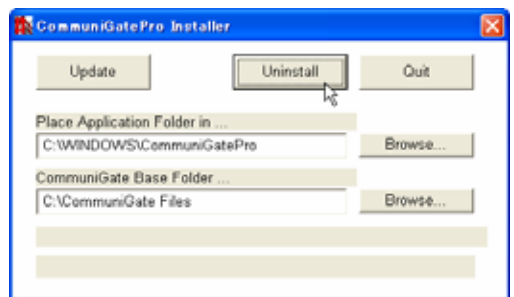 CommuniGatePro Installer
Update Uninstall Quit
Place Application Folder in ...
C:\WINDOWS\CommuniGatePro Browse...
CommuniGate Base Folder ...
C:\CommuniGate Files Browse...